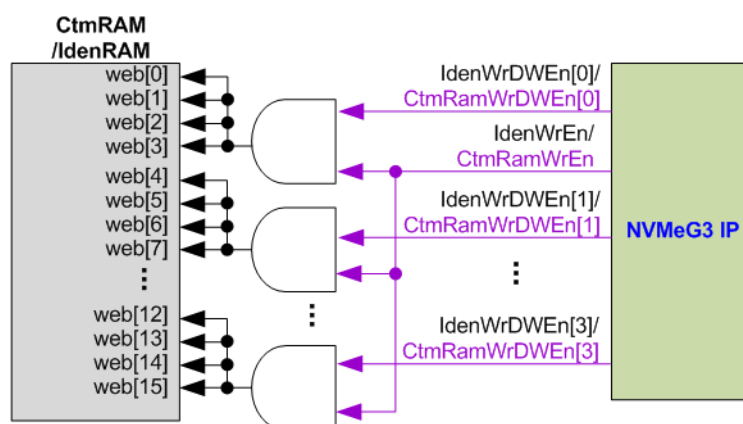 CtmRAM
/IdenRAM
web[0]
web[1]
web[2]
web[3]
web[4]
web[5]
web[6]
web[7]
web[12]
web[13]
web[14]
web[15]
IdenWrDWEn[0]/
CtmRamWrDWEn[0]
IdenWrEn/
CtmRamWrEn
IdenWrDWEn[1]/
CtmRamWrDWEn[1]
IdenWrDWEn[3]/
CtmRamWrDWEn[3]
NVMeG3 IP